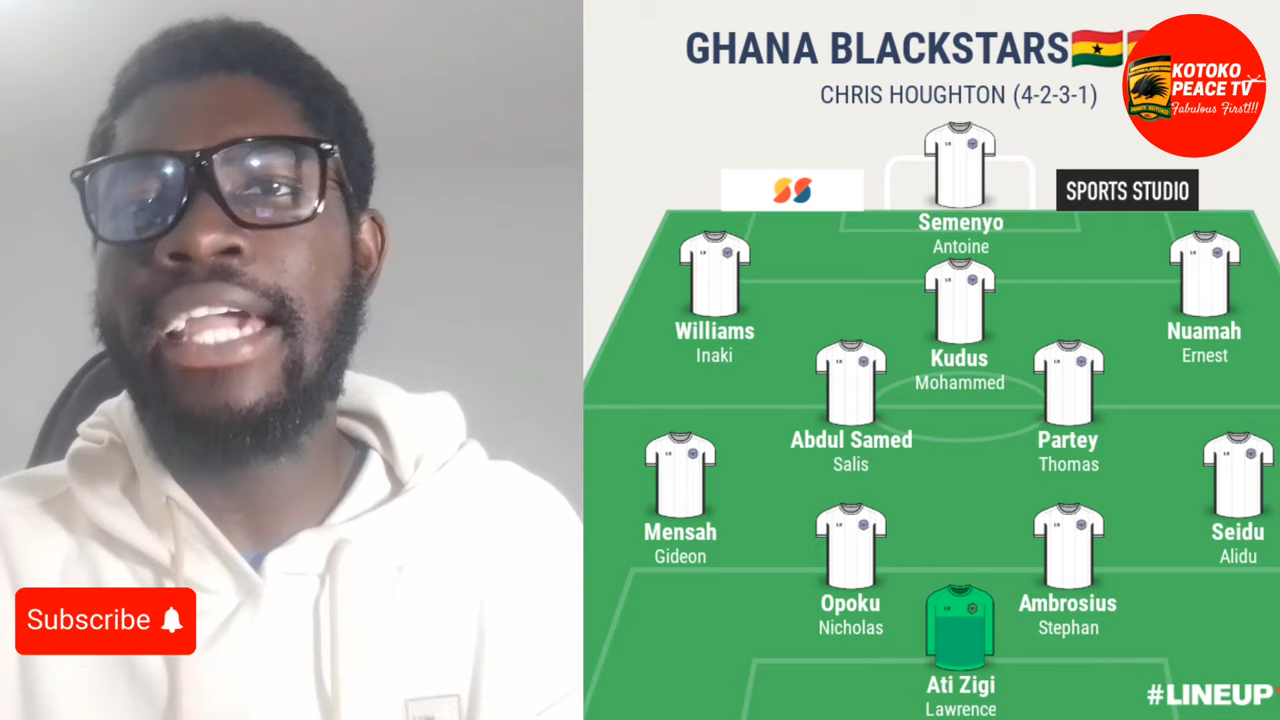 GHANA BLACKSTARS
CHRIS HOUGHTON (4-2-3-1)
KOTOKO
PEACE TV
Fabulous First!!!
SPORTS STUDIO
Semenyo
Antoine
Williams
Inaki
Nuamah
Ernest
Kudus
Mohammed
Abdul Samed
Salis
Partey
Thomas
Mensah
Gideon
Seidu
Alidu
Opoku
Nicholas
Ambrosius
Stephan
Ati Zigi
Lawrence
Subscribe
#LINEUP